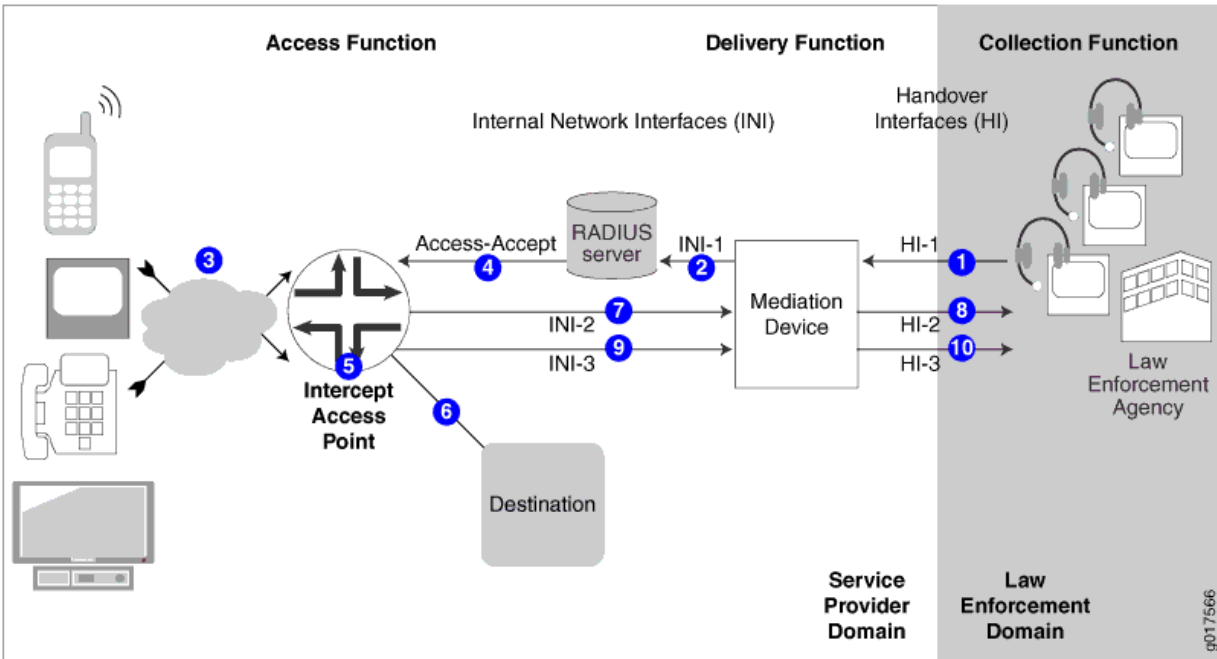 Access Function
Delivery Function
Collection Function
Internal Network Interfaces (INI)
Handover
Interfaces (HI)
3
Access-Accept
4
RADIUS
server
INI-1
2
HI-1
1
7
INI-2
9
INI-3
Mediation
Device
8
HI-2
10
HI-3
5
Intercept
Access
Point
6
Destination
Law
Enforcement
Agency
Service
Provider
Domain
Law
Enforcement
Domain
g017566